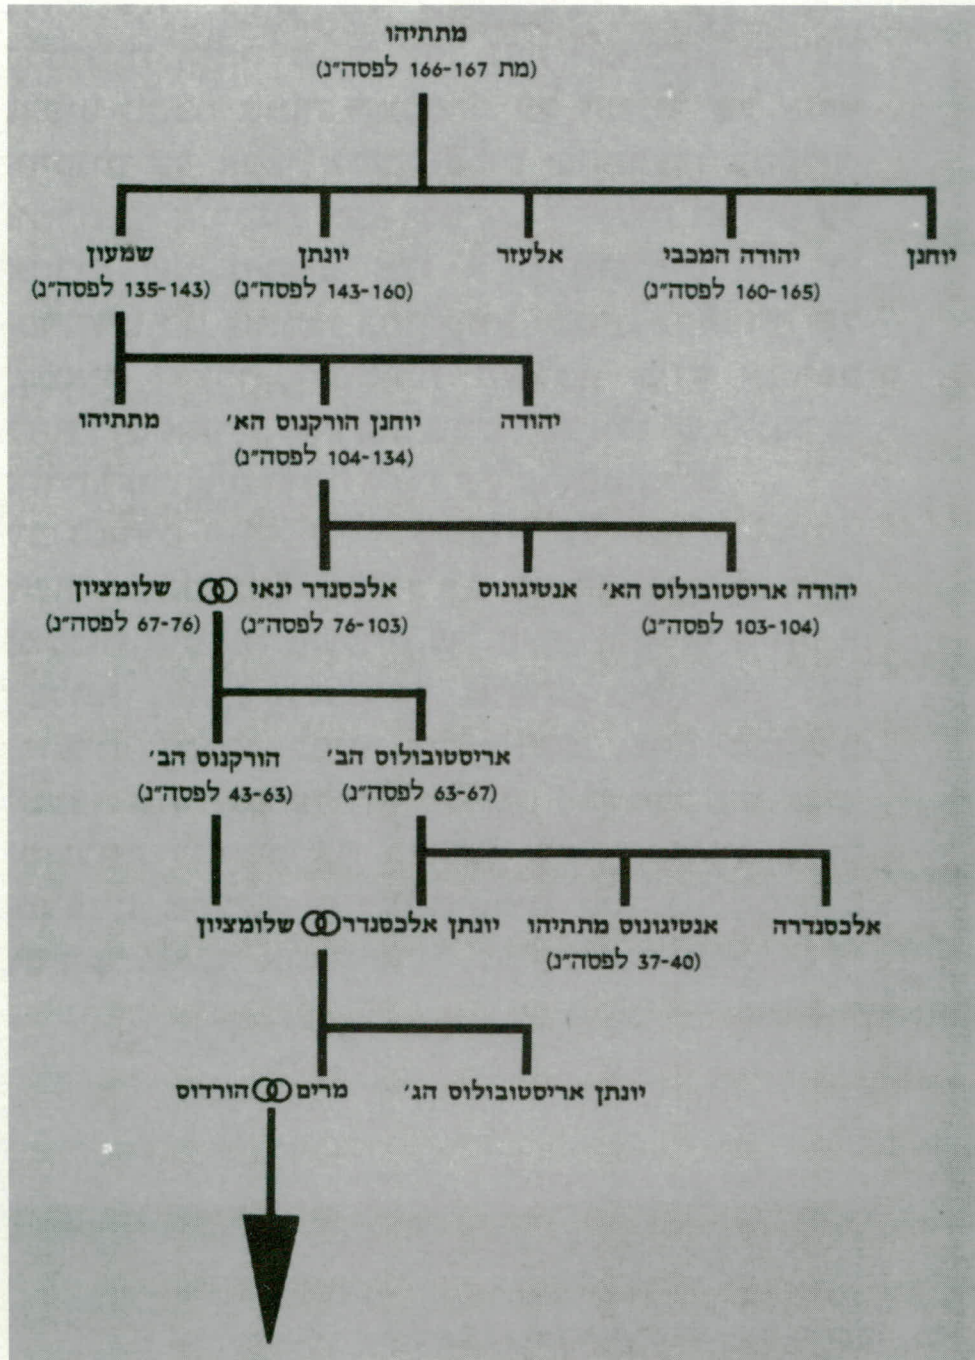 מתתיהו
(מת 166-167 לפסה״נ)
יוחנן
יהודה המכבי
(160-165 לפסה״נ)
אלעזר
יונתן
(143-160 לפסה״נ)
שמעון
(135-143 לפסה״נ)
יהודה
יוחנן הורקנוס הא׳
(104-134 לפסה״נ)
מתתיהו
יהודה אריסטובולוס הא׳
(103-104 לפסה״נ)
אנטיגונוס
אלכסנדר ינאי
(76-103 לפסה״נ)
שלומציון
(67-76 לפסה״נ)
אריסטובולוס הב׳
(63-67 לפסה״נ)
הורקנוס הב׳
(43-63 לפסה״נ)
אלכסנדרה
אנטיגונוס מתתיהו
(37-40 לפסה״נ)
יונתן אלכסנדר
שלומציון
יונתן אריסטובולוס הג׳
מרים
הורדוס